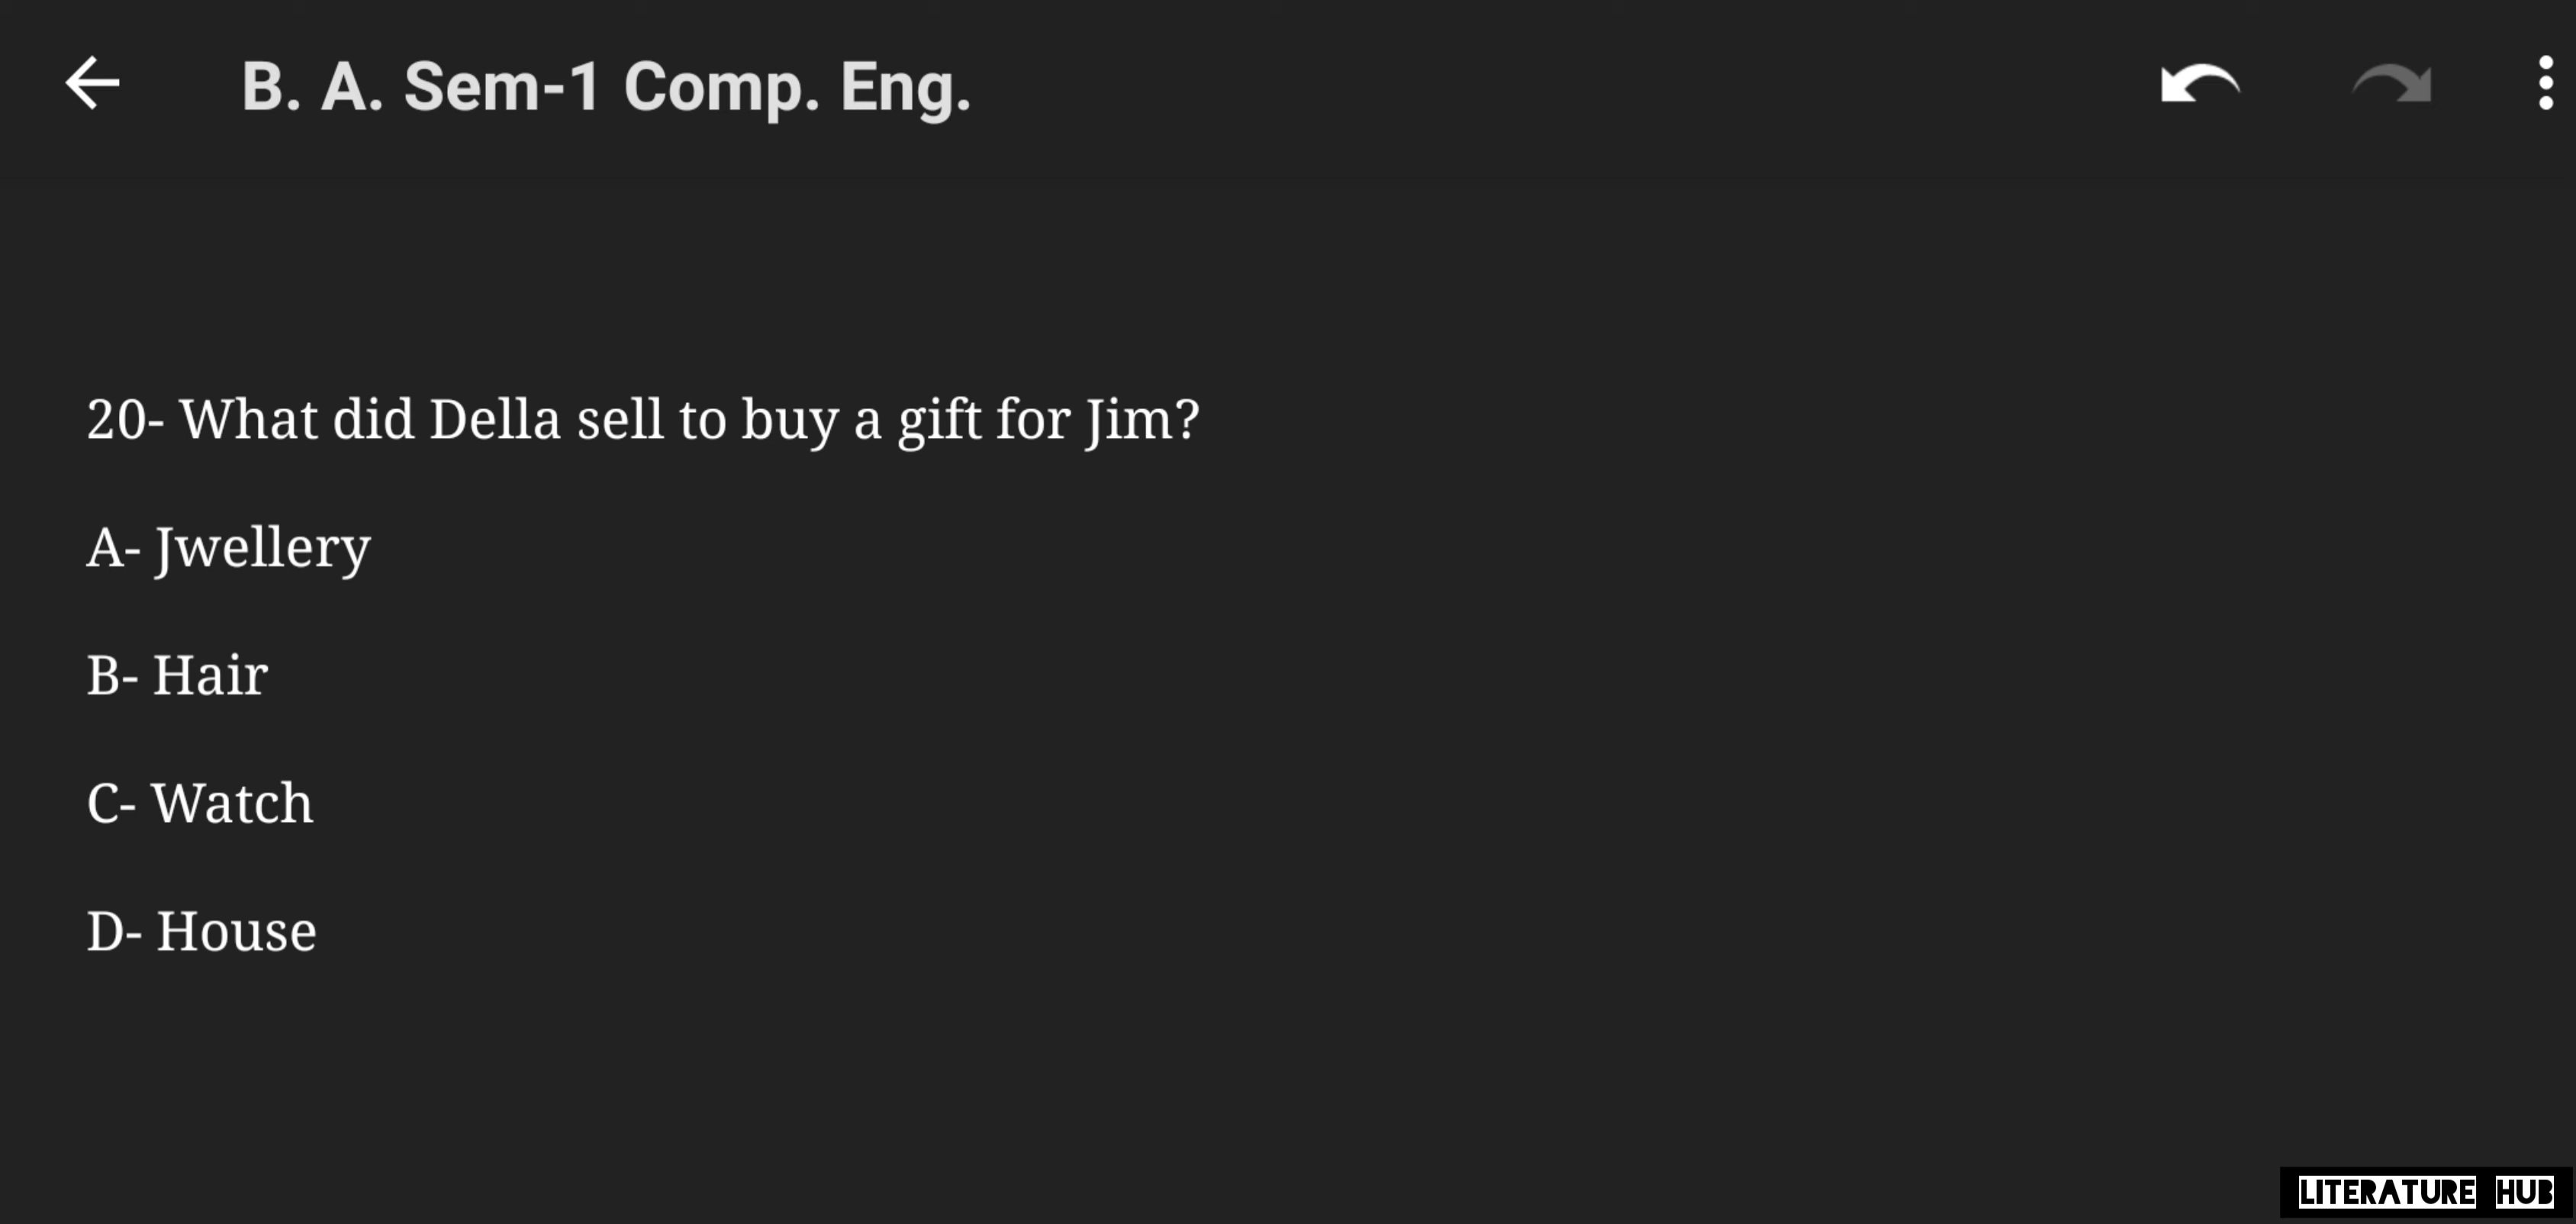 B. A. Sem-1 Comp. Eng.
20- What did Della sell to buy a gift for Jim?
A- Jwellery
B- Hair
C- Watch
D- House
LITERATURE HUB